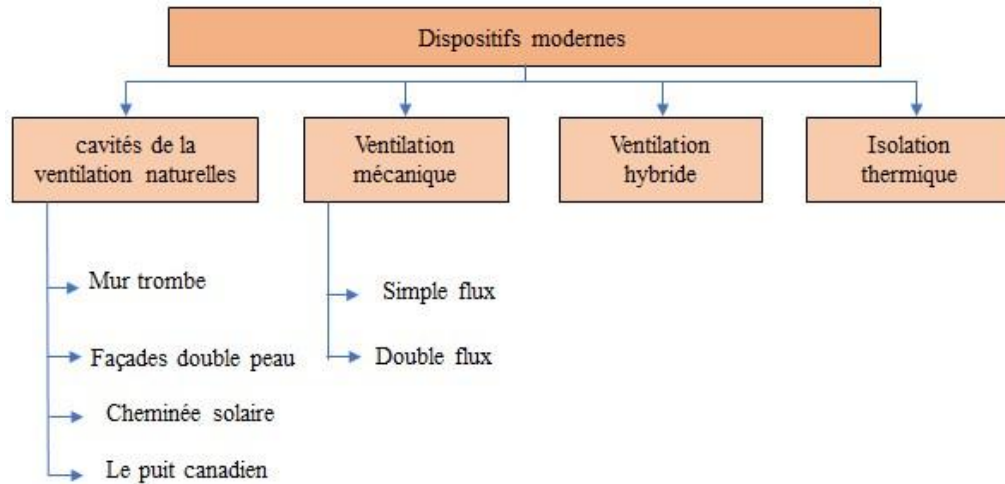 Dispositifs modernes
cavités de la
ventilation naturelles
Ventilation
mécanique
Ventilation
hybride
Isolation
thermique
Mur trombe
Façades double peau
Cheminée solaire
Le puit canadien
Simple flux
Double flux